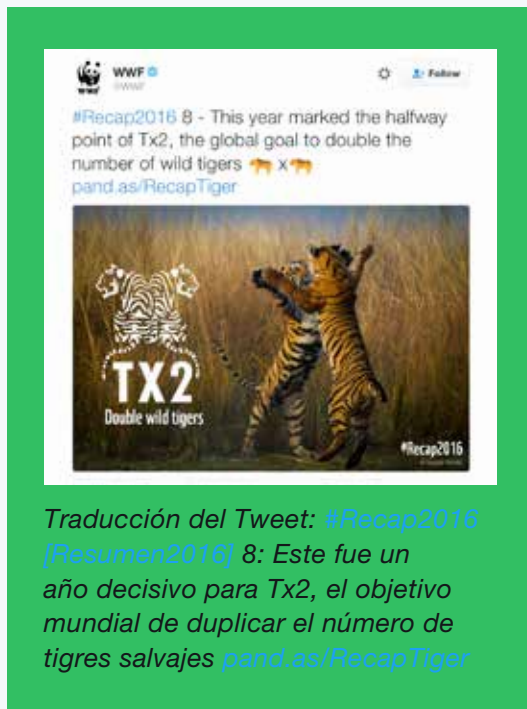 WWF
WWF
@WWF
Follow
#Recap2016 8 - This year marked the halfway
point of Tx2, the global goal to double the
number of wild tigers 🐅 x 🐅
pand.as/RecapTiger
TX2
Double wild tigers
#Recap2016
Traducción del Tweet: #Recap2016
[Resumen2016] 8: Este fue un
año decisivo para Tx2, el objetivo
mundial de duplicar el número de
tigres salvajes pand.as/RecapTiger